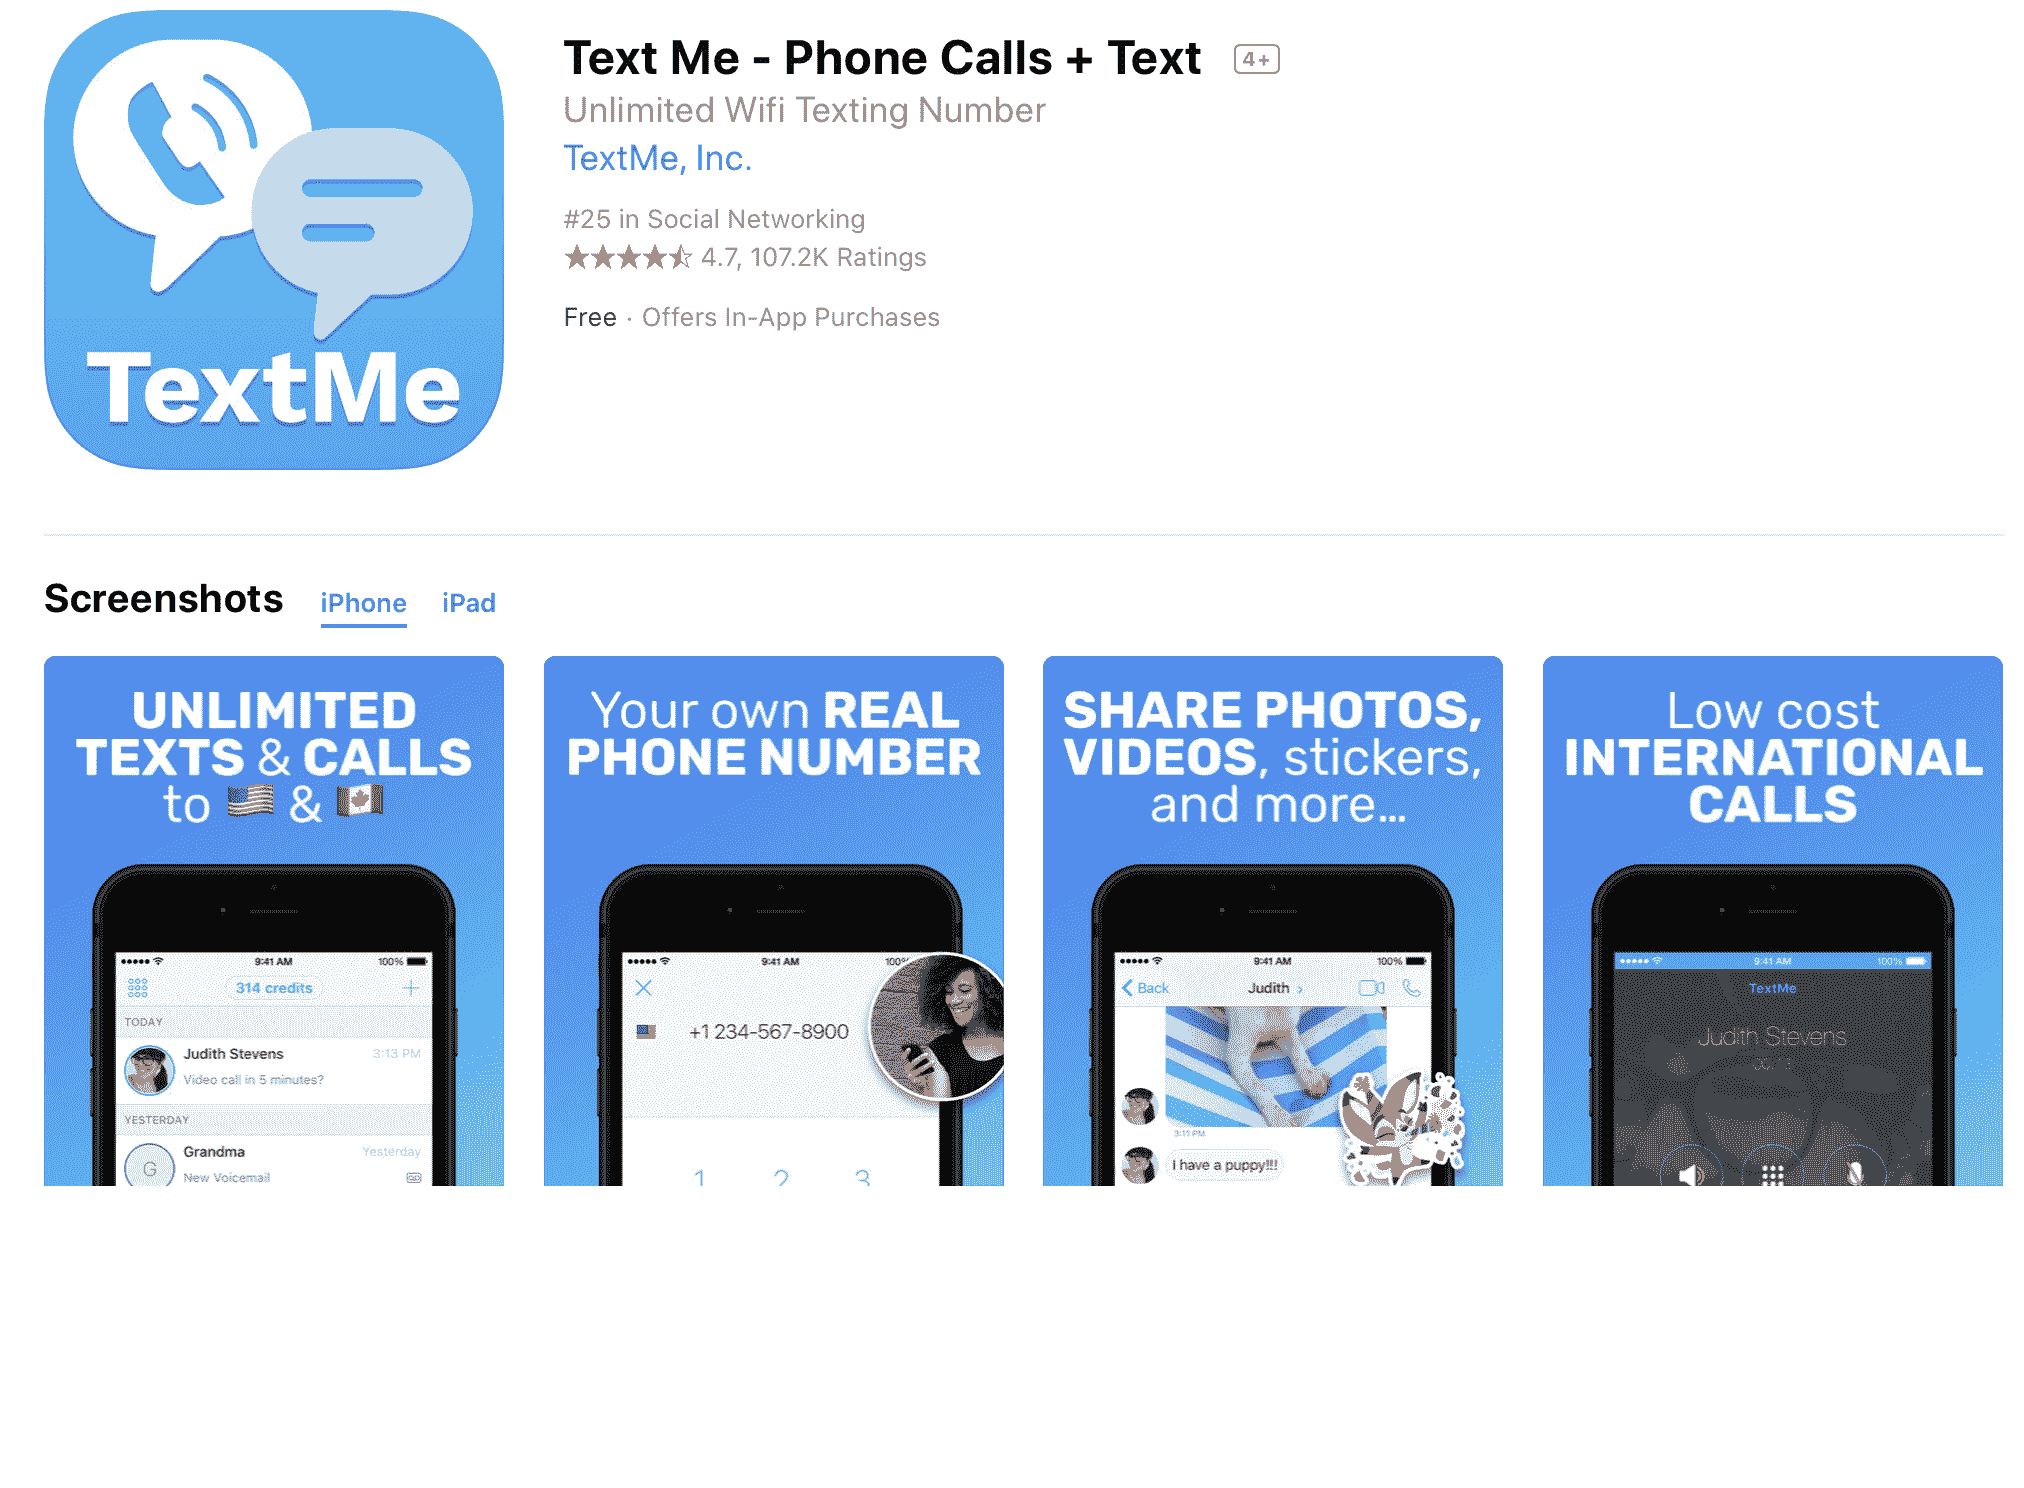 TextMe
Text Me - Phone Calls + Text 4+
Unlimited Wifi Texting Number
TextMe, Inc.
#25 in Social Networking
4.7, 107.2K Ratings
Free · Offers In-App Purchases
Screenshots iPhone iPad
UNLIMITED
TEXTS & CALLS
to &
9:41 AM 100%
314 credits
TODAY
Judith Stevens 3:13 PM
Video call in 5 minutes?
YESTERDAY
Grandma Yesterday
G
New Voicemail
Your own REAL
PHONE NUMBER
9:41 AM 100%
+1 234-567-8900
1 2 3
SHARE PHOTOS,
VIDEOS, stickers,
and more...
9:41 AM 100%
Back Judith
3:11 PM
I have a puppy!!!
Low cost
INTERNATIONAL
CALLS
9:41 AM 100%
TextMe
Judith Stevens